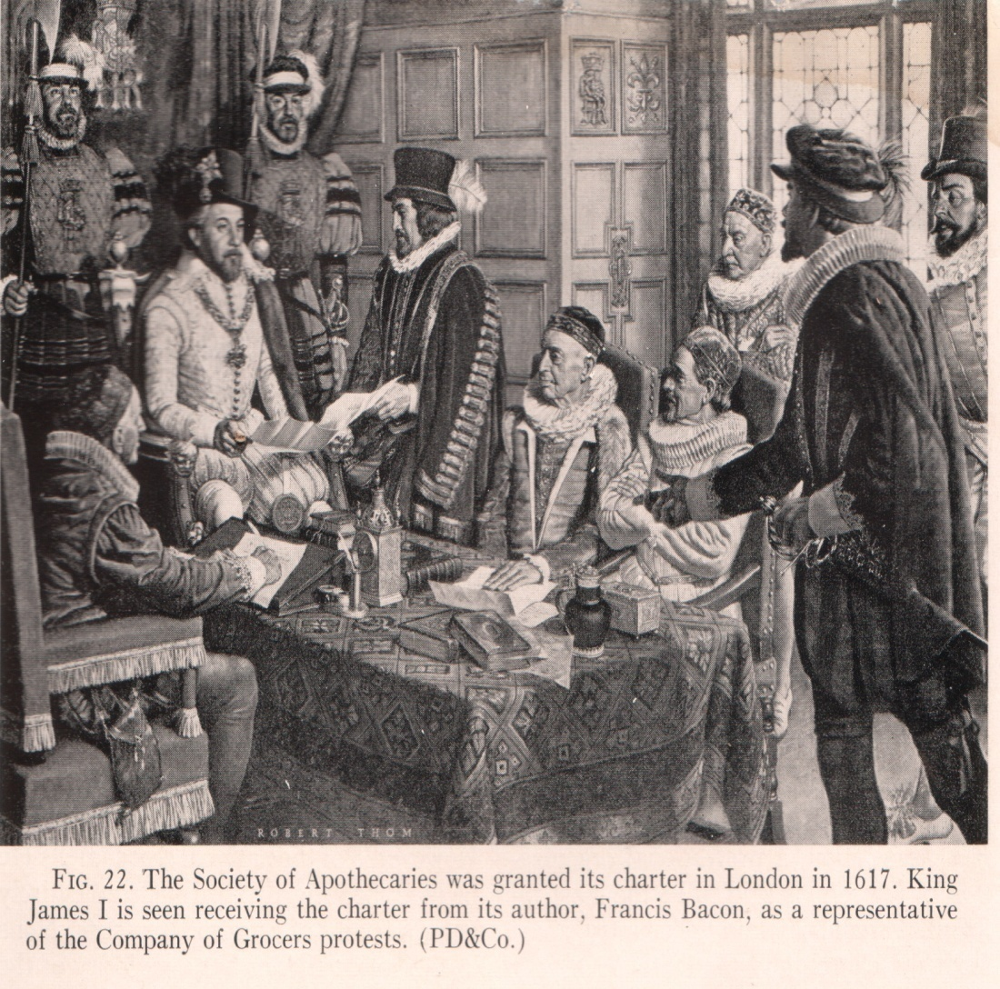 ROBERT THOM
FIG. 22. The Society of Apothecaries was granted its charter in London in 1617. King
James I is seen receiving the charter from its author, Francis Bacon, as a representative
of the Company of Grocers protests. (PD&Co.)